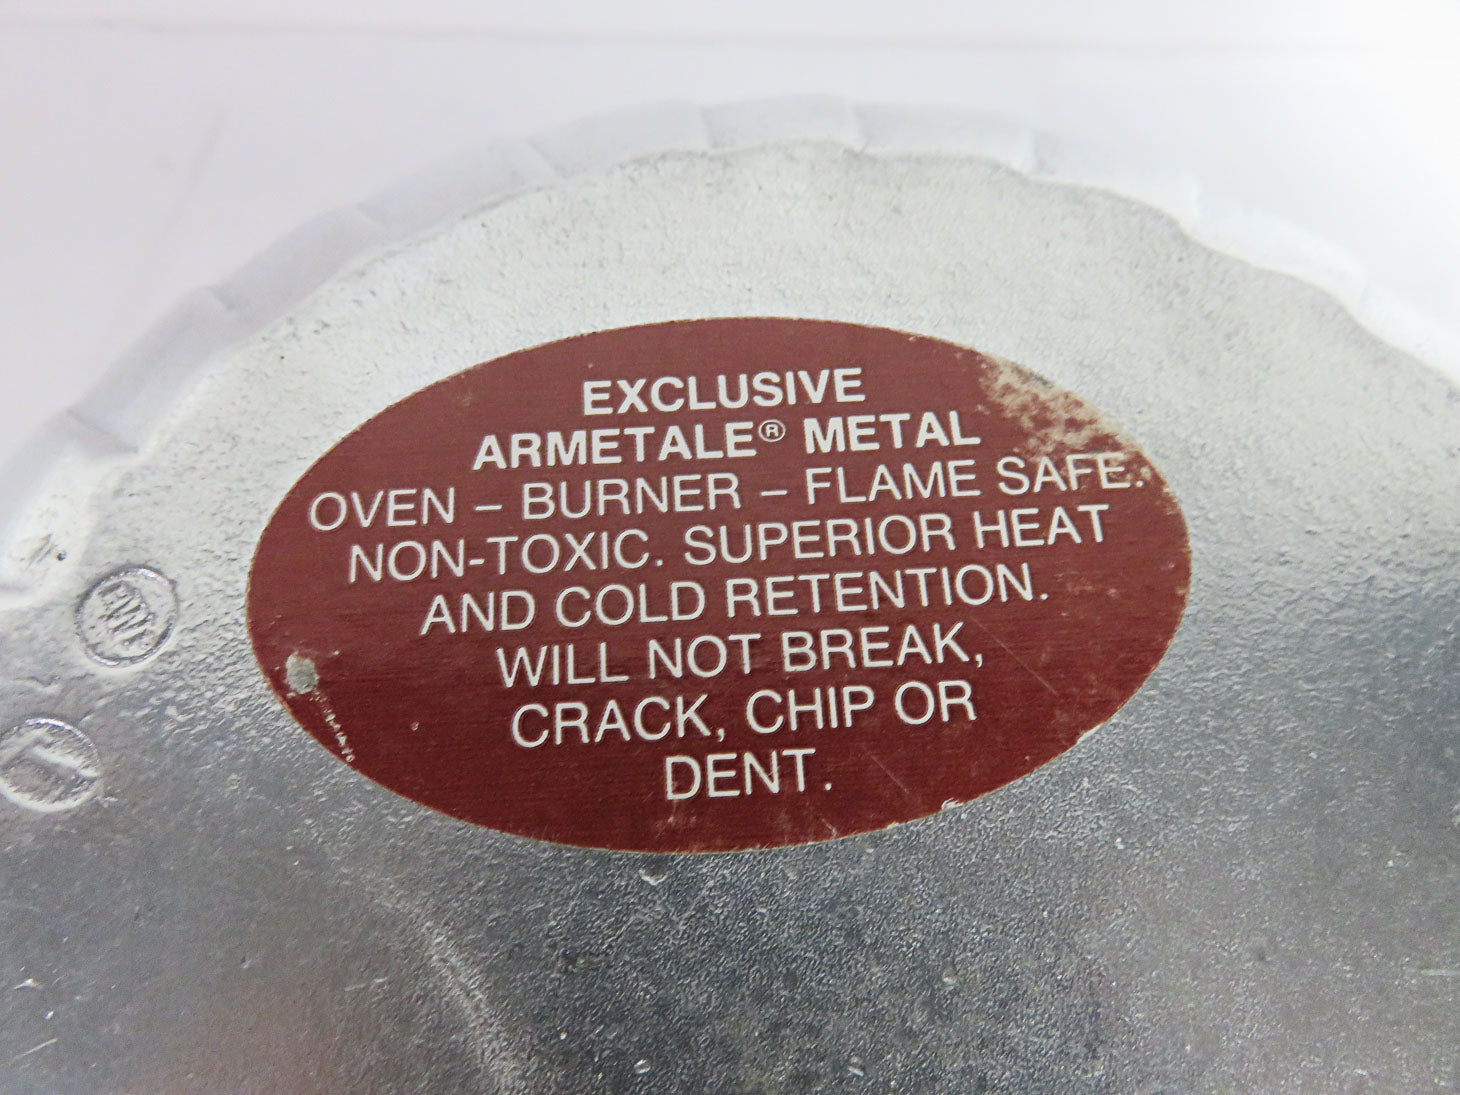 EXCLUSIVE
ARMETALE® METAL
OVEN – BURNER – FLAME SAFE.
NON-TOXIC. SUPERIOR HEAT
AND COLD RETENTION.
WILL NOT BREAK,
CRACK, CHIP OR
DENT.